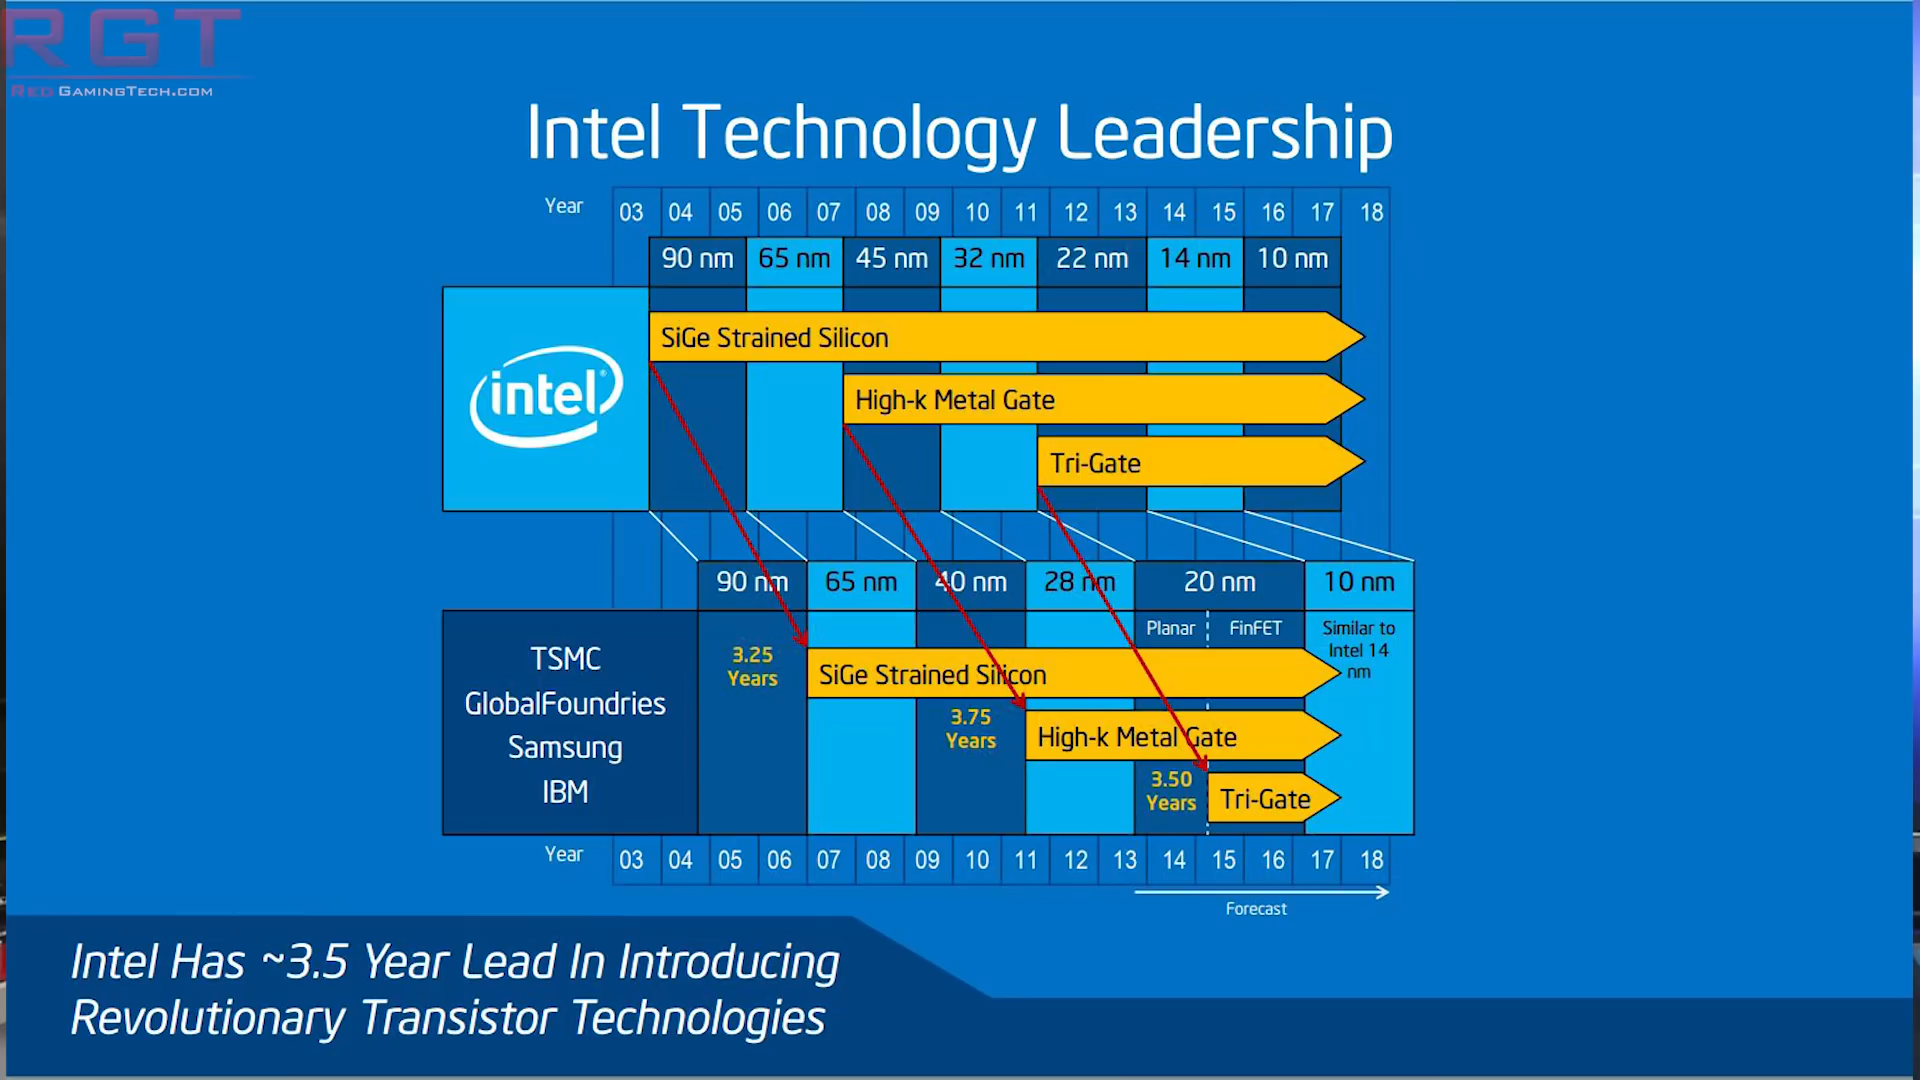 RGT
RED GAMINGTECH.COM
Intel Technology Leadership
Year 03 04 05 06 07 08 09 10 11 12 13 14 15 16 17 18
90 nm 65 nm 45 nm 32 nm 22 nm 14 nm 10 nm
intel®
SiGe Strained Silicon
High-k Metal Gate
Tri-Gate
90 nm 65 nm 40 nm 28 nm 20 nm 10 nm
Planar FinFET
Similar to
Intel 14
nm
TSMC
GlobalFoundries
Samsung
IBM
3.25
Years
SiGe Strained Silicon
3.75
Years
High-k Metal Gate
3.50
Years
Tri-Gate
Year 03 04 05 06 07 08 09 10 11 12 13 14 15 16 17 18
Forecast
Intel Has ~3.5 Year Lead In Introducing
Revolutionary Transistor Technologies